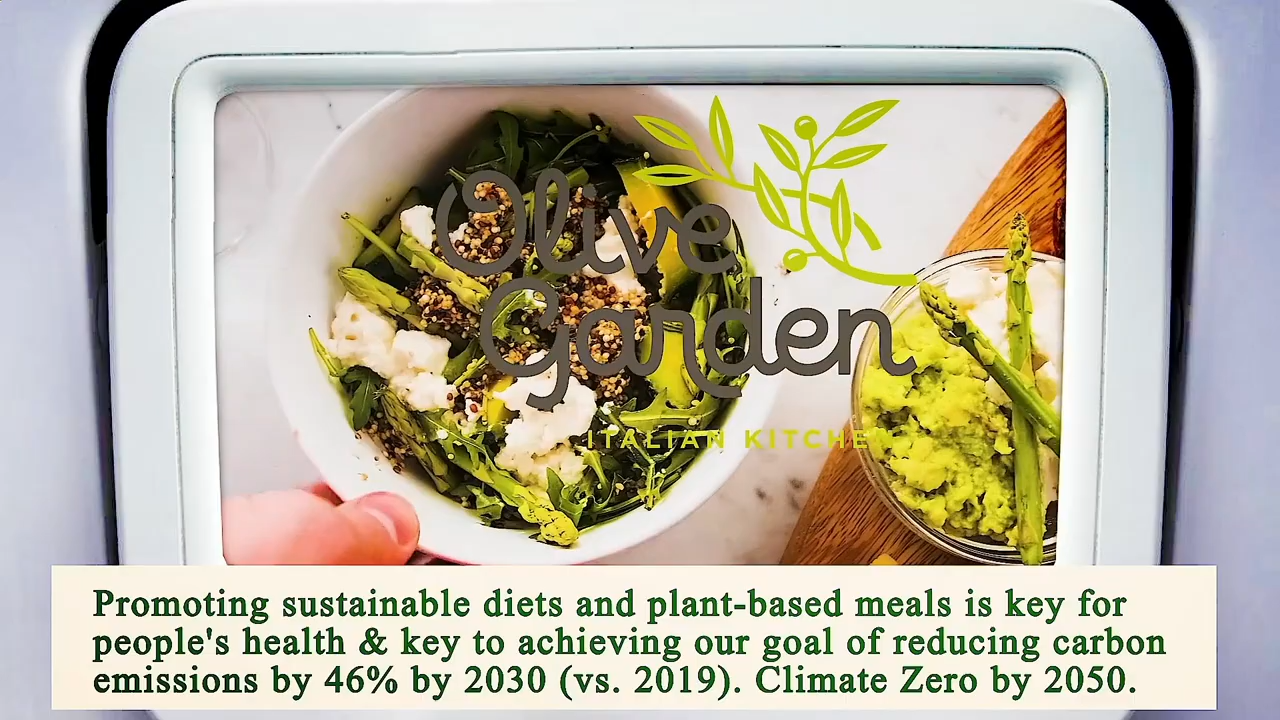 Olive
Garden
ITALIAN KITCHEN
Promoting sustainable diets and plant-based meals is key for
people's health & key to achieving our goal of reducing carbon
emissions by 46% by 2030 (vs. 2019). Climate Zero by 2050.